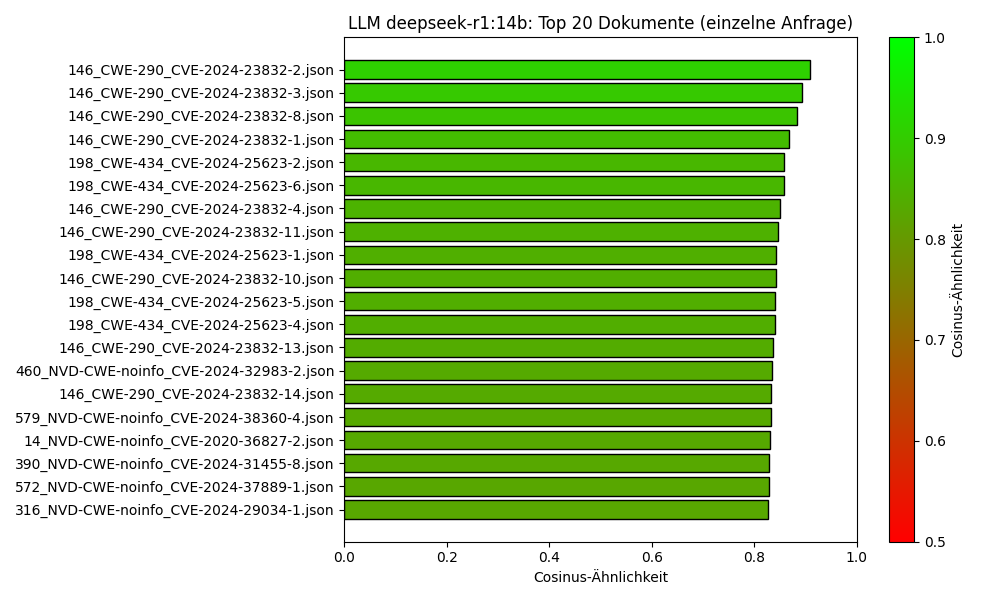 LLM deepseek-r1:14b: Top 20 Dokumente (einzelne Anfrage)
146_CWE-290_CVE-2024-23832-2.json
146_CWE-290_CVE-2024-23832-3.json
146_CWE-290_CVE-2024-23832-8.json
146_CWE-290_CVE-2024-23832-1.json
198_CWE-434_CVE-2024-25623-2.json
198_CWE-434_CVE-2024-25623-6.json
146_CWE-290_CVE-2024-23832-4.json
146_CWE-290_CVE-2024-23832-11.json
198_CWE-434_CVE-2024-25623-1.json
146_CWE-290_CVE-2024-23832-10.json
198_CWE-434_CVE-2024-25623-5.json
198_CWE-434_CVE-2024-25623-4.json
146_CWE-290_CVE-2024-23832-13.json
460_NVD-CWE-noinfo_CVE-2024-32983-2.json
146_CWE-290_CVE-2024-23832-14.json
579_NVD-CWE-noinfo_CVE-2024-38360-4.json
14_NVD-CWE-noinfo_CVE-2020-36827-2.json
390_NVD-CWE-noinfo_CVE-2024-31455-8.json
572_NVD-CWE-noinfo_CVE-2024-37889-1.json
316_NVD-CWE-noinfo_CVE-2024-29034-1.json
0.0 0.2 0.4 0.6 0.8 1.0
Cosinus-Ähnlichkeit
1.0
0.9
0.8
0.7
0.6
0.5
Cosinus-Ähnlichkeit